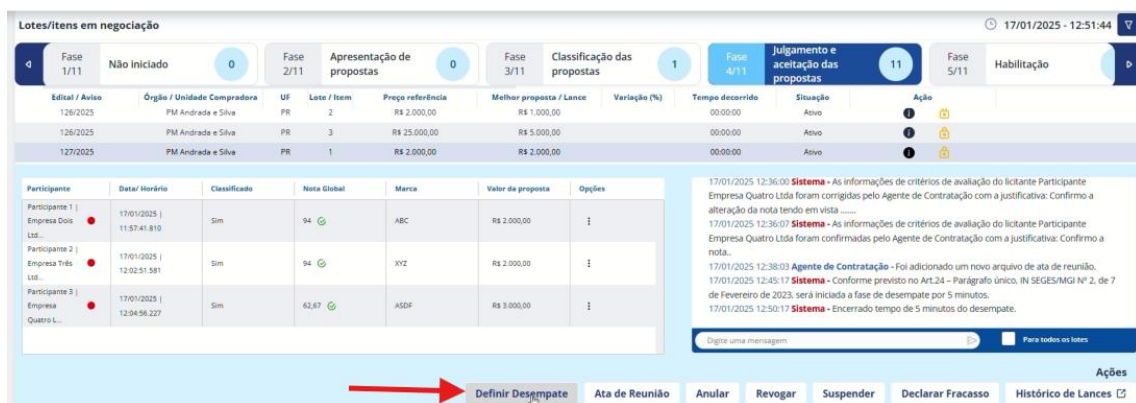 Lotes/itens em negociação
17/01/2025 - 12:51:44
Fase 1/11 Não iniciado 0
Fase 2/11 Apresentação de propostas 0
Fase 3/11 Classificação das propostas 1
Fase 4/11 Julgamento e aceitação das propostas 11
Fase 5/11 Habilitação
Edital / Aviso Órgão / Unidade Compradora UF Lote / Item Preço referência Melhor proposta / Lance Variação (%) Tempo decorrido Situação Ação
126/2025 PM Andrada e Silva PR 2 R$ 2.000,00 R$ 1.000,00 00:00:00 Ativo
126/2025 PM Andrada e Silva PR 3 R$ 25.000,00 R$ 5.000,00 00:00:00 Ativo
127/2025 PM Andrada e Silva PR 1 R$ 2.000,00 R$ 2.000,00 00:00:00 Ativo
Participante Data/ Horário Classificado Nota Global Marca Valor da proposta Opções
Participante 1 |
Empresa Dois
Ltd...
17/01/2025 |
11:57:41.810
Sim 94 ABC R$ 2.000,00
Participante 2 |
Empresa Três
Ltd...
17/01/2025 |
12:02:51.581
Sim 94 XYZ R$ 2.000,00
Participante 3 |
Empresa
Quatro L...
17/01/2025 |
12:04:56.227
Sim 62,67 ASDF R$ 3.000,00
17/01/2025 12:36:00 Sistema - As informações de critérios de avaliação do licitante Participante
Empresa Quatro Ltda foram corrigidas pelo Agente de Contratação com a justificativa: Confirmo a
alteração da nota tendo em vista .......
17/01/2025 12:36:07 Sistema - As informações de critérios de avaliação do licitante Participante
Empresa Quatro Ltda foram confirmadas pelo Agente de Contratação com a justificativa: Confirmo a
nota..
17/01/2025 12:38:03 Agente de Contratação - Foi adicionado um novo arquivo de ata de reunião.
17/01/2025 12:45:17 Sistema - Conforme previsto no Art.24 – Parágrafo único, IN SEGES/MGI Nº 2, de 7
de Fevereiro de 2023, será iniciada a fase de desempate por 5 minutos.
17/01/2025 12:50:17 Sistema - Encerrado tempo de 5 minutos do desempate.
Digite uma mensagem
Para todos os lotes
Ações
Definir Desempate Ata de Reunião Anular Revogar Suspender Declarar Fracasso Histórico de Lances